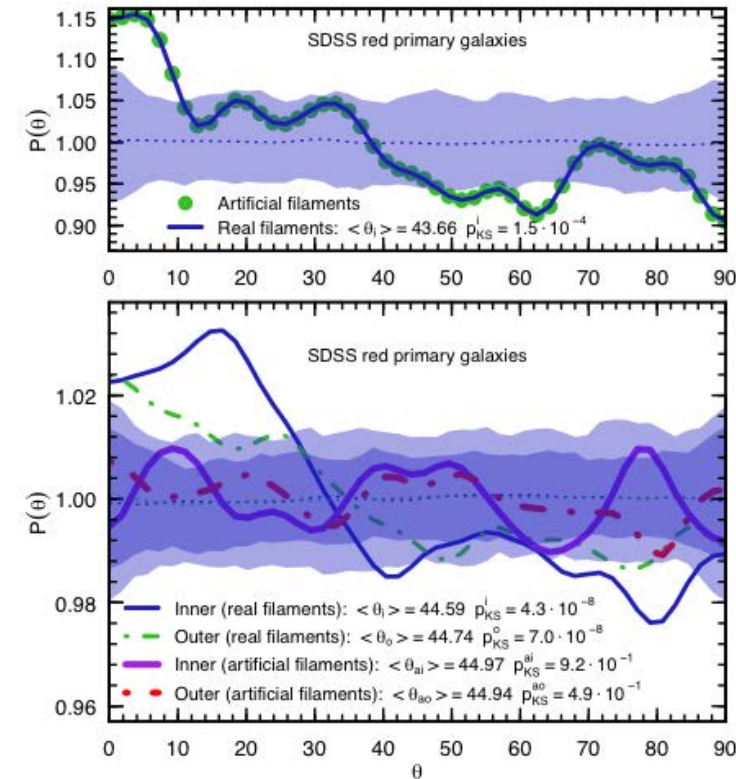 SDSS red primary galaxies
P(θ)
1.15
1.10
1.05
1.00
0.95
0.90
Artificial filaments
Real filaments: < θi > = 43.66 p^i_KS = 1.5 · 10^-4
0 10 20 30 40 50 60 70 80 90
SDSS red primary galaxies
P(θ)
1.02
1.00
0.98
0.96
Inner (real filaments): < θi > = 44.59 p^i_KS = 4.3 · 10^-8
Outer (real filaments): < θo > = 44.74 p^o_KS = 7.0 · 10^-8
Inner (artificial filaments): < θai > = 44.97 p^ai_KS = 9.2 · 10^-1
Outer (artificial filaments): < θao > = 44.94 p^ao_KS = 4.9 · 10^-1
0 10 20 30 40 50 60 70 80 90
θ